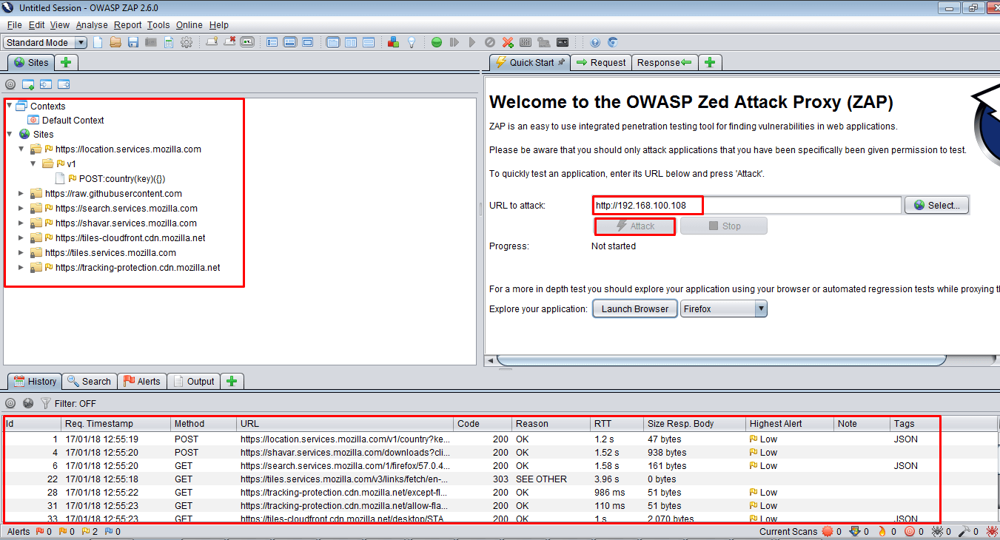 Untitled Session - OWASP ZAP 2.6.0
File Edit View Analyse Report Tools Online Help
Standard Mode
Sites
Quick Start Request Response
Contexts
Default Context
Sites
https://location.services.mozilla.com
v1
POST:country(key)({})
https://raw.githubusercontent.com
https://search.services.mozilla.com
https://shavar.services.mozilla.com
https://tiles-cloudfront.cdn.mozilla.net
https://tiles.services.mozilla.com
https://tracking-protection.cdn.mozilla.net
Welcome to the OWASP Zed Attack Proxy (ZAP)
ZAP is an easy to use integrated penetration testing tool for finding vulnerabilities in web applications.
Please be aware that you should only attack applications that you have been specifically been given permission to test.
To quickly test an application, enter its URL below and press 'Attack'.
URL to attack: http://192.168.100.108 Select...
Attack Stop
Progress: Not started
For a more in depth test you should explore your application using your browser or automated regression tests while proxying
Explore your application: Launch Browser Firefox
History Search Alerts Output
Filter: OFF
Id Req. Timestamp Method URL Code Reason RTT Size Resp. Body Highest Alert Note Tags
1 17/01/18 12:55:19 POST https://location.services.mozilla.com/v1/country?ke... 200 OK 1.2 s 47 bytes Low JSON
4 17/01/18 12:55:20 POST https://shavar.services.mozilla.com/downloads?cli... 200 OK 1.52 s 938 bytes Low
6 17/01/18 12:55:20 GET https://search.services.mozilla.com/1/firefox/57.0.4... 200 OK 1.58 s 161 bytes Low JSON
22 17/01/18 12:55:18 GET https://tiles.services.mozilla.com/v3/links/fetch/en-... 303 SEE OTHER 3.96 s 0 bytes
28 17/01/18 12:55:22 GET https://tracking-protection.cdn.mozilla.net/except-fl... 200 OK 986 ms 51 bytes Low
31 17/01/18 12:55:23 GET https://tracking-protection.cdn.mozilla.net/allow-fla... 200 OK 110 ms 51 bytes Low
33 17/01/18 12:55:23 GET https://tiles-cloudfront.cdn.mozilla.net/desktop/STA... 200 OK 1 s 2,070 bytes Low JSON
Alerts 0 0 2 0 Current Scans 0 0 0 0 0 0